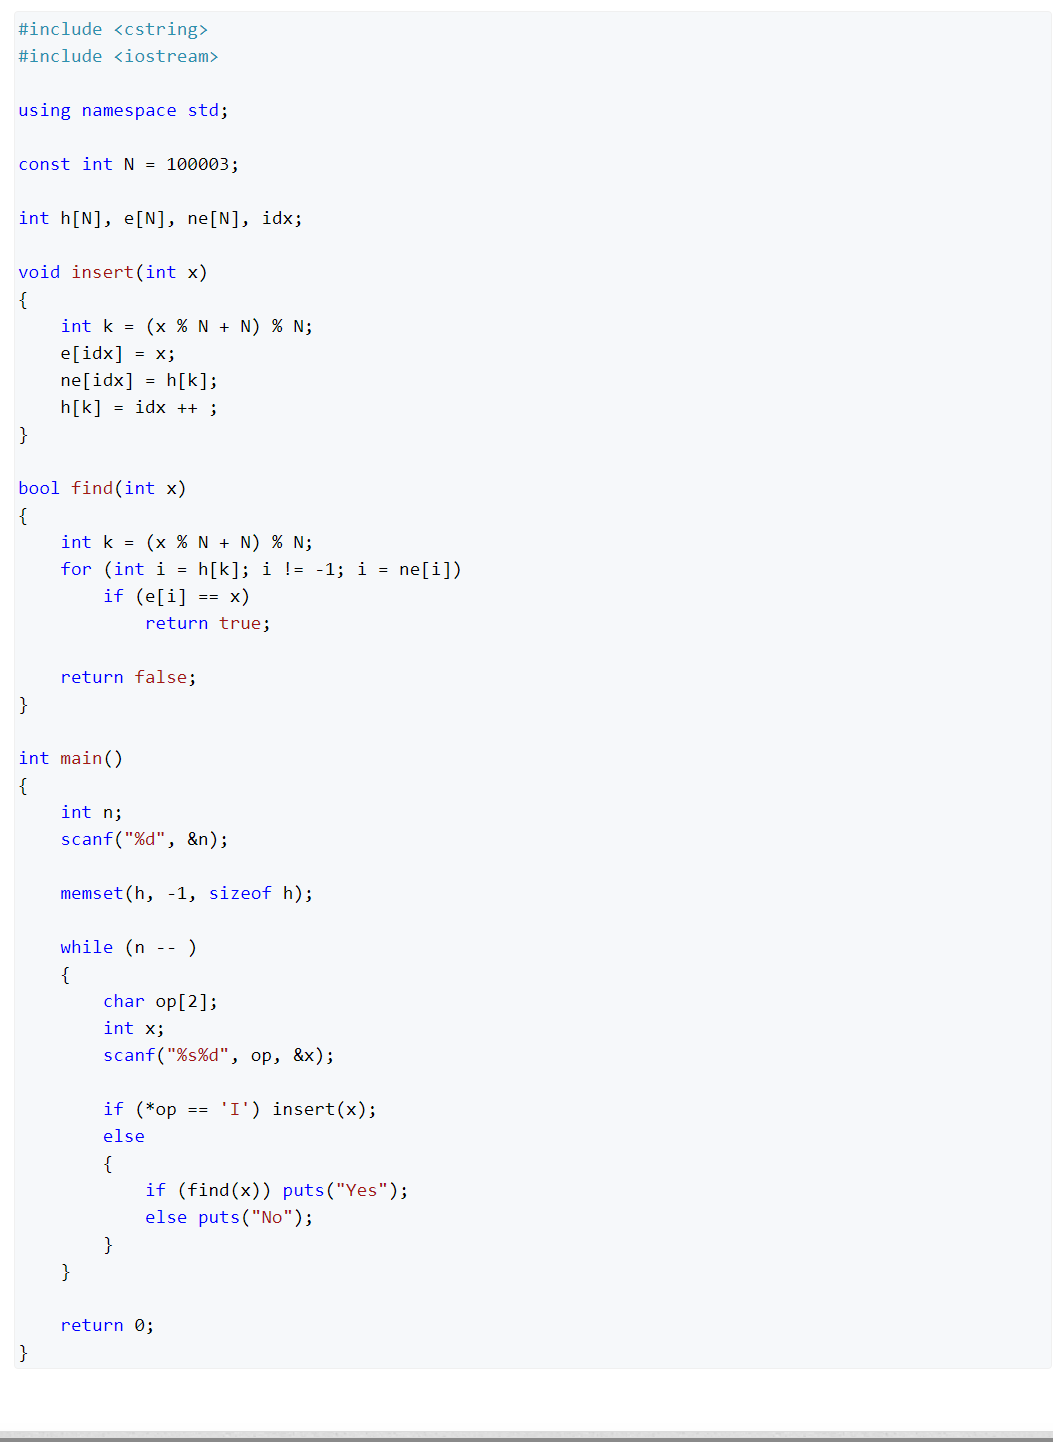 #include <cstring>
#include <iostream>

using namespace std;

const int N = 100003;

int h[N], e[N], ne[N], idx;

void insert(int x)
{
    int k = (x % N + N) % N;
    e[idx] = x;
    ne[idx] = h[k];
    h[k] = idx ++ ;
}

bool find(int x)
{
    int k = (x % N + N) % N;
    for (int i = h[k]; i != -1; i = ne[i])
        if (e[i] == x)
            return true;

    return false;
}

int main()
{
    int n;
    scanf("%d", &n);

    memset(h, -1, sizeof h);

    while (n -- )
    {
        char op[2];
        int x;
        scanf("%s%d", op, &x);

        if (*op == 'I') insert(x);
        else
        {
            if (find(x)) puts("Yes");
            else puts("No");
        }
    }

    return 0;
}